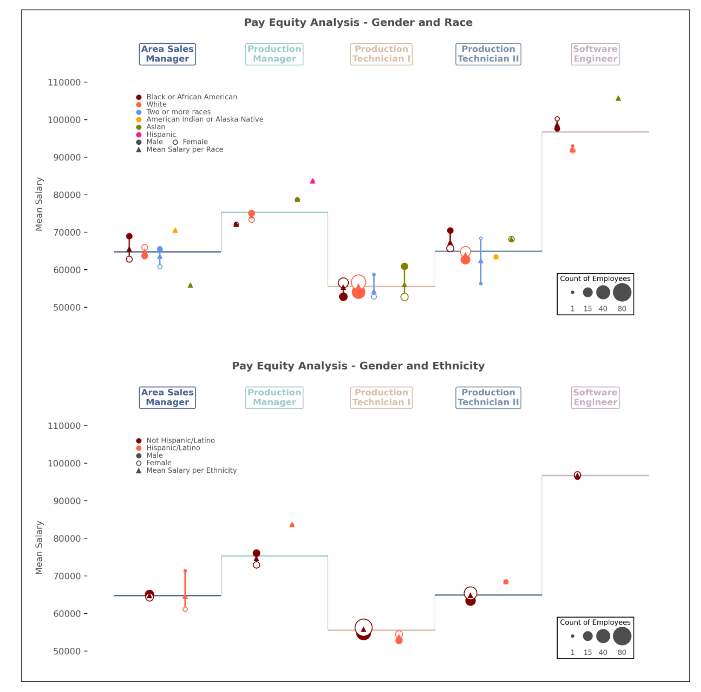 Pay Equity Analysis - Gender and Race
Area Sales
Manager
Production
Manager
Production
Technician I
Production
Technician II
Software
Engineer
110000
100000
90000
80000
70000
60000
50000
Mean Salary
Black or African American
White
Two or more races
American Indian or Alaska Native
Asian
Hispanic
Male Female
Mean Salary per Race
Count of Employees
1 15 40 80
Pay Equity Analysis - Gender and Ethnicity
Area Sales
Manager
Production
Manager
Production
Technician I
Production
Technician II
Software
Engineer
110000
100000
90000
80000
70000
60000
50000
Mean Salary
Not Hispanic/Latino
Hispanic/Latino
Male
Female
Mean Salary per Ethnicity
Count of Employees
1 15 40 80